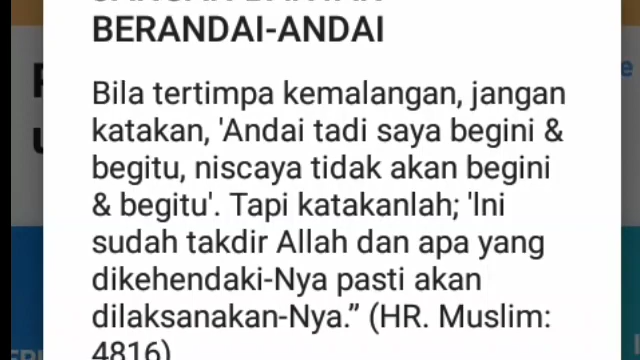 BERANDAI-ANDAI
Bila tertimpa kemalangan, jangan
katakan, 'Andai tadi saya begini &
begitu, niscaya tidak akan begini
& begitu'. Tapi katakanlah; 'Ini
sudah takdir Allah dan apa yang
dikehendaki-Nya pasti akan
dilaksanakan-Nya.” (HR. Muslim:
4816)